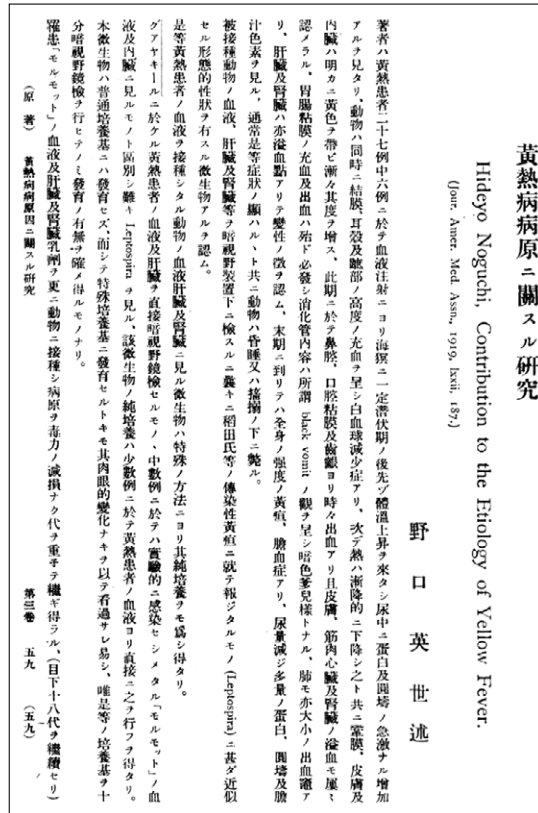 黃熱病病原ニ關スル研究
Hideyo Noguchi, Contribution to the Etiology of Yellow Fever.
(Jour. Amer. Med. Assn., 1919, lxxii, 187.)
野口英世述
著者ハ黃熱患者二十七例中六例ニ於テ血液注射ニヨリ海猽ニ一定潜伏期ノ後先ヅ體溫上昇ヲ來タシ尿中ニ蛋白及圓壔ノ急激ナル增加
アルヲ見タリ、動物ハ同時ニ結膜、耳殼及蹠部ノ高度ノ充血ヲ呈シ白血球減少症アリ、次デ熱ハ漸降的ニ下降シ之ト共ニ鞏膜、皮膚及
內臟ハ明カニ黃色ヲ帶ビ漸々其度ヲ增ス、此期ニ於テ鼻腔、口腔粘膜及齒齦ヨリ時々出血アリ且皮膚、筋肉心臟及腎臟ノ溢血モ屢々
認メラル、胃腸粘膜ノ充血及出血ハ殆ド必發シ消化管內容ハ所謂 black vomit ノ觀ヲ呈シ暗色爹兒樣トナル、肺モ亦大小ノ出血竈ア
リ、肝臟及腎臟ハ亦溢血點アリテ變性ノ徵ヲ認ム、末期ニ到リテハ全身ノ强度ノ黃疸、膽血症アリ、尿量減ジ多量ノ蛋白、圓壔及膽
汁色素ヲ見ル、通常是等症狀ノ顯ハルヽト共ニ動物ハ昏睡又ハ搐搦ノ下ニ斃ル。
被接種動物ノ血液、肝臟及腎臟等ヲ暗視野裝置下ニ檢スルニ曩キニ稻田氏等ノ傳染性黃疸ニ就テ報ジタルモノ (Leptospira) ニ甚ダ近似
セル形態的性狀ヲ有スル微生物アルヲ認ム。
是等黃熱患者ノ血液ヲ接種シタル動物ノ血液肝臟及腎臟ニ見ル微生物ハ特殊ノ方法ニヨリ其純培養ヲモ爲シ得タリ。
グアヤキールニ於ケル黃熱患者ノ血液及肝臟ヲ直接暗視野鏡檢セルモノヽ中數例ニ於テハ實驗的ニ感染セシメタル「モルモット」ノ血
液及內臟ニ見ルモノト區別シ難キ Leptospira ヲ見ル、該微生物ノ純培養ハ少數例ニ於テ黃熱患者ノ血液ヨリ直接ニ之ヲ行フヲ得タリ。
本微生物ハ普通培養基ニハ發育セズ、而シテ特殊培養基ニ發育セルトキモ其肉眼的變化ナキヲ以テ看過サレ易シ、唯是等ノ培養基ヲ十
分暗視野鏡檢ヲ行セテノミ發育ノ有無ヲ確メ得ルモノナリ。
罹患「モルモット」ノ血液及肝臟及腎臟乳劑ヲ更ニ動物ニ接種シ病原ヲ毒力ノ減損ナク代ヲ重子テ繼ギ得ラル、(目下十八代ヲ繼續セリ)
(原著) 黃熱病病原因ニ關スル研究 第三卷 五九 (五九)